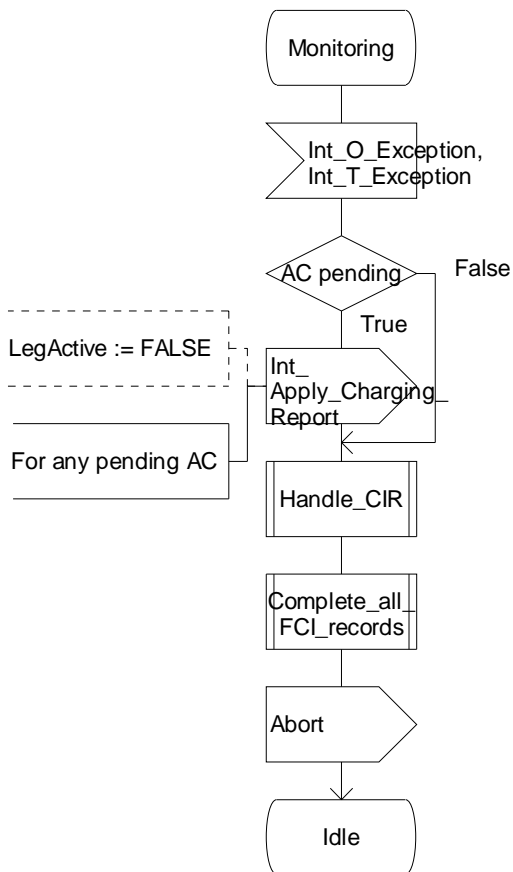 Monitoring
Int_O_Exception,
Int_T_Exception
AC pending
False
True
LegActive := FALSE
Int_
Apply_Charging_
Report
For any pending AC
Handle_CIR
Complete_all_
FCI_records
Abort
Idle